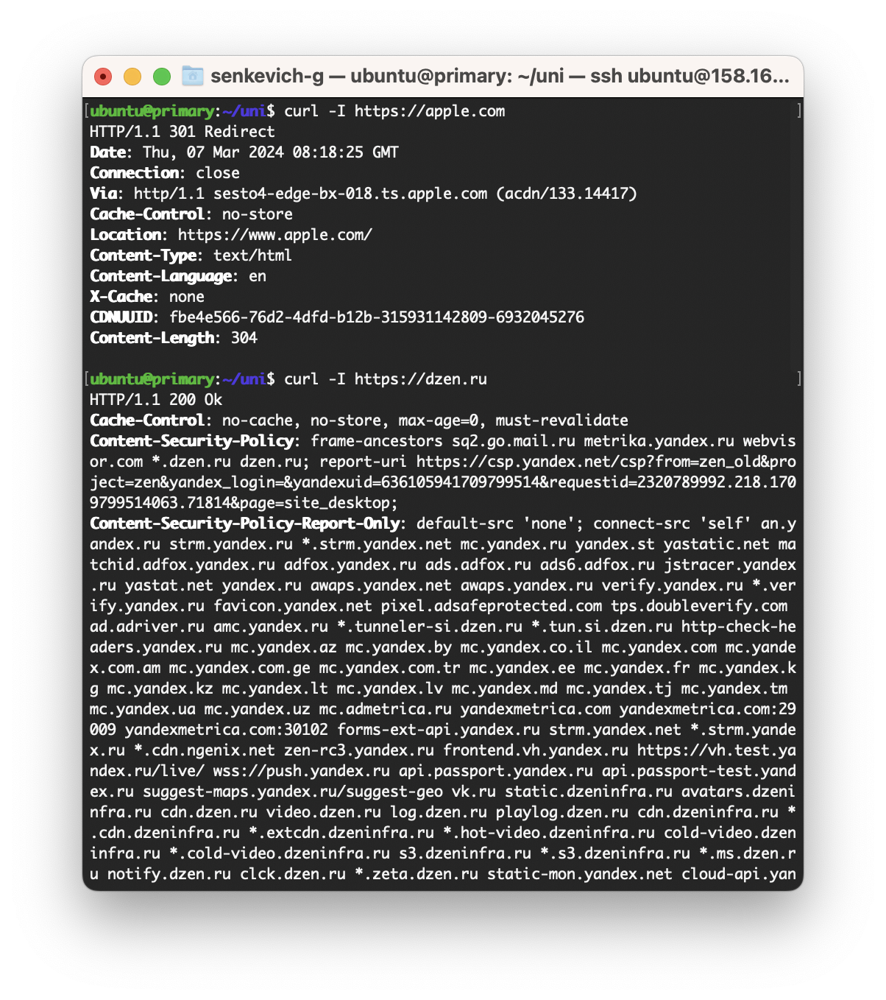 senkevich-g — ubuntu@primary: ~/uni — ssh ubuntu@158.16...
[ubuntu@primary:~/uni$ curl -I https://apple.com ]
HTTP/1.1 301 Redirect
Date: Thu, 07 Mar 2024 08:18:25 GMT
Connection: close
Via: http/1.1 sesto4-edge-bx-018.ts.apple.com (acdn/133.14417)
Cache-Control: no-store
Location: https://www.apple.com/
Content-Type: text/html
Content-Language: en
X-Cache: none
CDNUUID: fbe4e566-76d2-4dfd-b12b-315931142809-6932045276
Content-Length: 304
[ubuntu@primary:~/uni$ curl -I https://dzen.ru ]
HTTP/1.1 200 Ok
Cache-Control: no-cache, no-store, max-age=0, must-revalidate
Content-Security-Policy: frame-ancestors sq2.go.mail.ru metrika.yandex.ru webvis
or.com *.dzen.ru dzen.ru; report-uri https://csp.yandex.net/csp?from=zen_old&pro
ject=zen&yandex_login=&yandexuid=636105941709799514&requestid=2320789992.218.170
9799514063.71814&page=site_desktop;
Content-Security-Policy-Report-Only: default-src 'none'; connect-src 'self' an.y
andex.ru strm.yandex.ru *.strm.yandex.net mc.yandex.ru yandex.st yastatic.net ma
tchid.adfox.yandex.ru adfox.yandex.ru ads.adfox.ru ads6.adfox.ru jstracer.yandex
.ru yastat.net yandex.ru awaps.yandex.net awaps.yandex.ru verify.yandex.ru *.ver
ify.yandex.ru favicon.yandex.net pixel.adsafeprotected.com tps.doubleverify.com
ad.adriver.ru amc.yandex.ru *.tunneler-si.dzen.ru *.tun.si.dzen.ru http-check-he
aders.yandex.ru mc.yandex.az mc.yandex.by mc.yandex.co.il mc.yandex.com mc.yande
x.com.am mc.yandex.com.ge mc.yandex.com.tr mc.yandex.ee mc.yandex.fr mc.yandex.k
g mc.yandex.kz mc.yandex.lt mc.yandex.lv mc.yandex.md mc.yandex.tj mc.yandex.tm
mc.yandex.ua mc.yandex.uz mc.admetrica.ru yandexmetrica.com yandexmetrica.com:29
009 yandexmetrica.com:30102 forms-ext-api.yandex.ru strm.yandex.net *.strm.yande
x.ru *.cdn.ngenix.net zen-rc3.yandex.ru frontend.vh.yandex.ru https://vh.test.ya
ndex.ru/live/ wss://push.yandex.ru api.passport.yandex.ru api.passport-test.yand
ex.ru suggest-maps.yandex.ru/suggest-geo vk.ru static.dzeninfra.ru avatars.dzeni
nfra.ru cdn.dzen.ru video.dzen.ru log.dzen.ru playlog.dzen.ru cdn.dzeninfra.ru *
.cdn.dzeninfra.ru *.extcdn.dzeninfra.ru *.hot-video.dzeninfra.ru cold-video.dzen
infra.ru *.cold-video.dzeninfra.ru s3.dzeninfra.ru *.s3.dzeninfra.ru *.ms.dzen.r
u notify.dzen.ru clck.dzen.ru *.zeta.dzen.ru static-mon.yandex.net cloud-api.yan